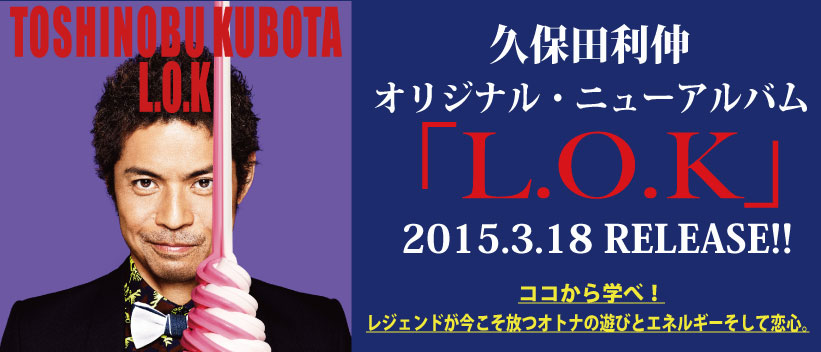 TOSHINOBU KUBOTA
L.O.K
久保田利伸
オリジナル・ニューアルバム
「L.O.K」
2015.3.18 RELEASE!!
ココから学べ！
レジェンドが今こそ放つオトナの遊びとエネルギーそして恋心。